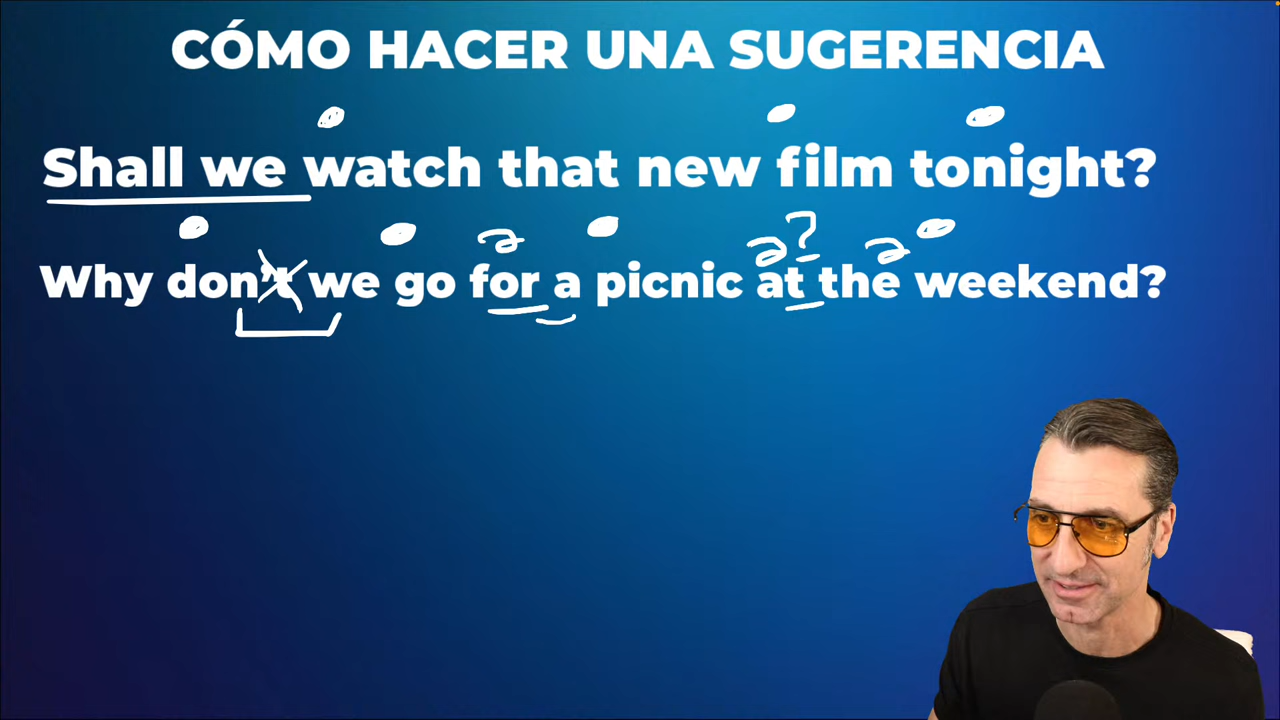 CÓMO HACER UNA SUGERENCIA
Shall we watch that new film tonight?
ə ʔ ə ə
Why don't we go for a picnic at the weekend?